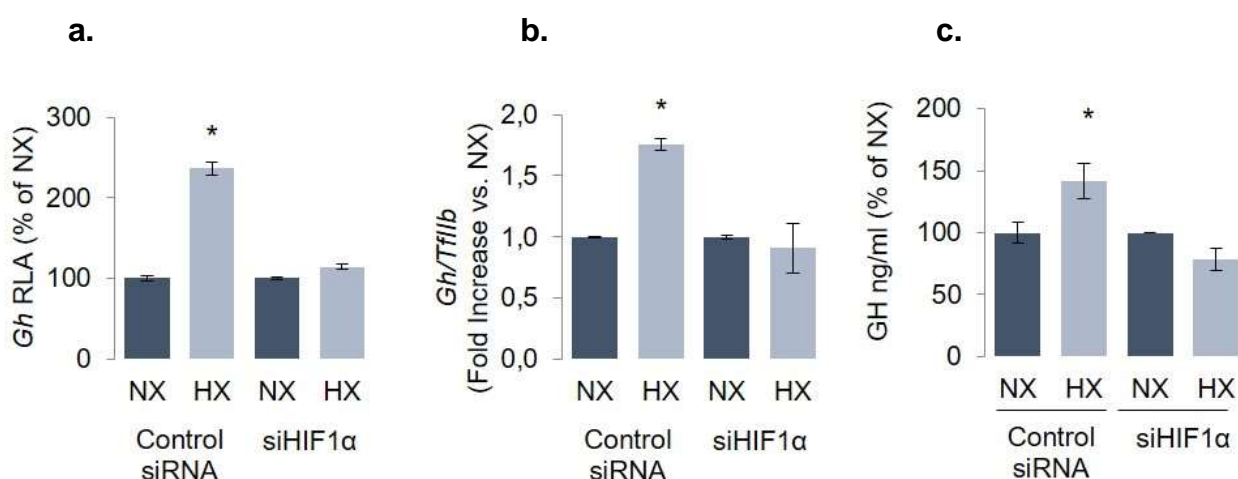 a.
Gh RLA (% of NX)
300
200
100
0
*
NX HX NX HX
Control
siRNA
siHIF1α
b.
Gh/TfIIb
(Fold Increase vs. NX)
2,0
1,5
1,0
0,5
0,0
*
NX HX NX HX
Control
siRNA
siHIF1α
c.
GH ng/ml (% of NX)
200
150
100
50
0
*
NX HX NX HX
Control
siRNA
siHIF1α